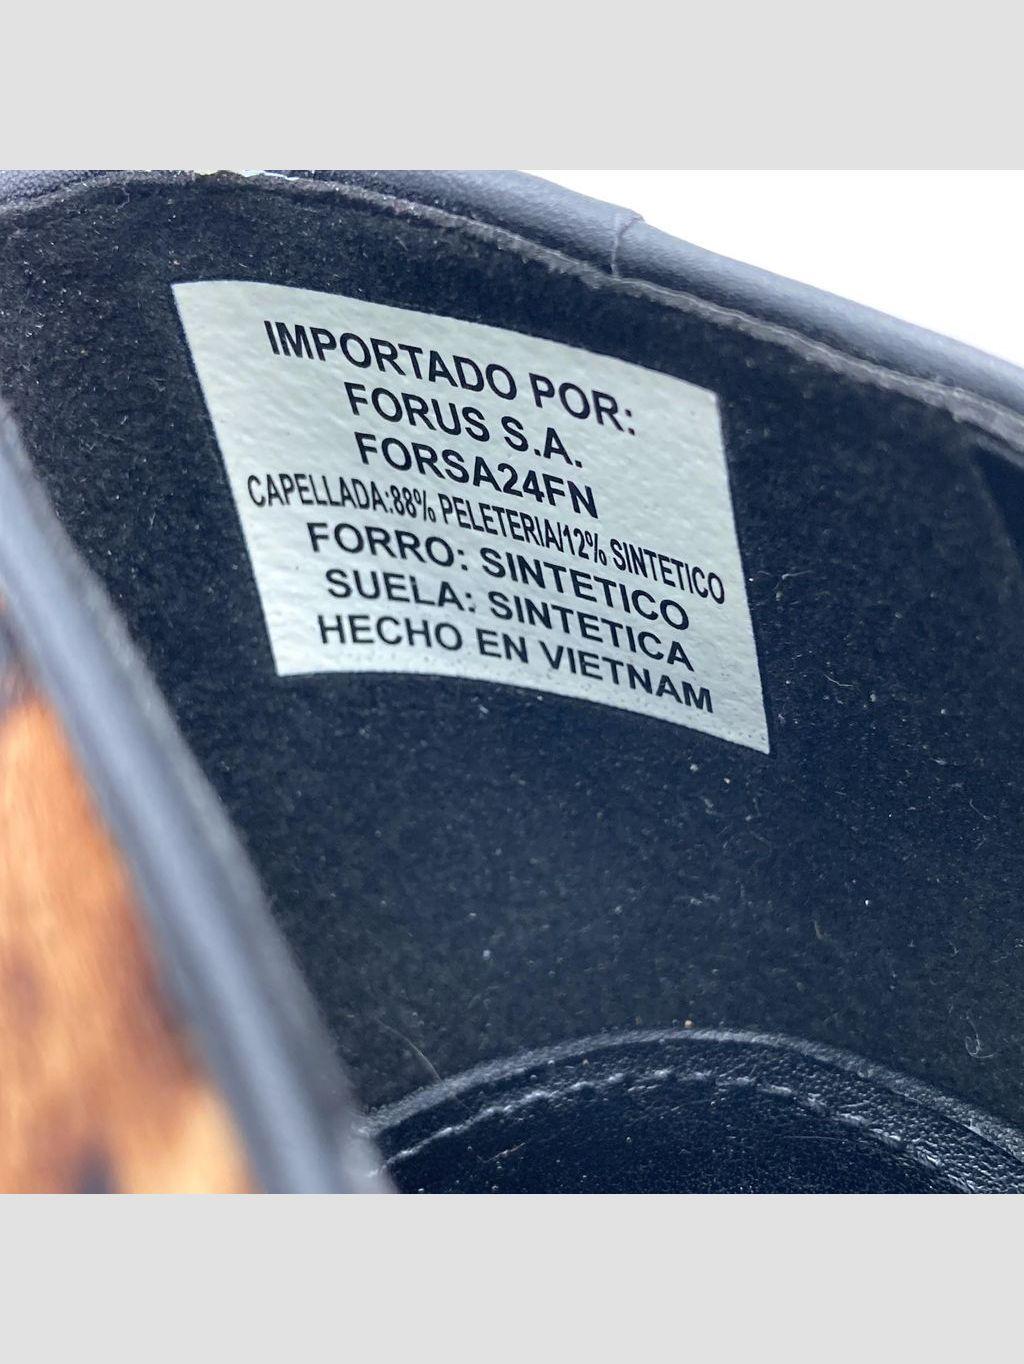 IMPORTADO POR:
FORUS S.A.
FORSA24FN
CAPELLADA:88% PELETERIA/12% SINTETICO
FORRO: SINTETICO
SUELA: SINTETICA
HECHO EN VIETNAM